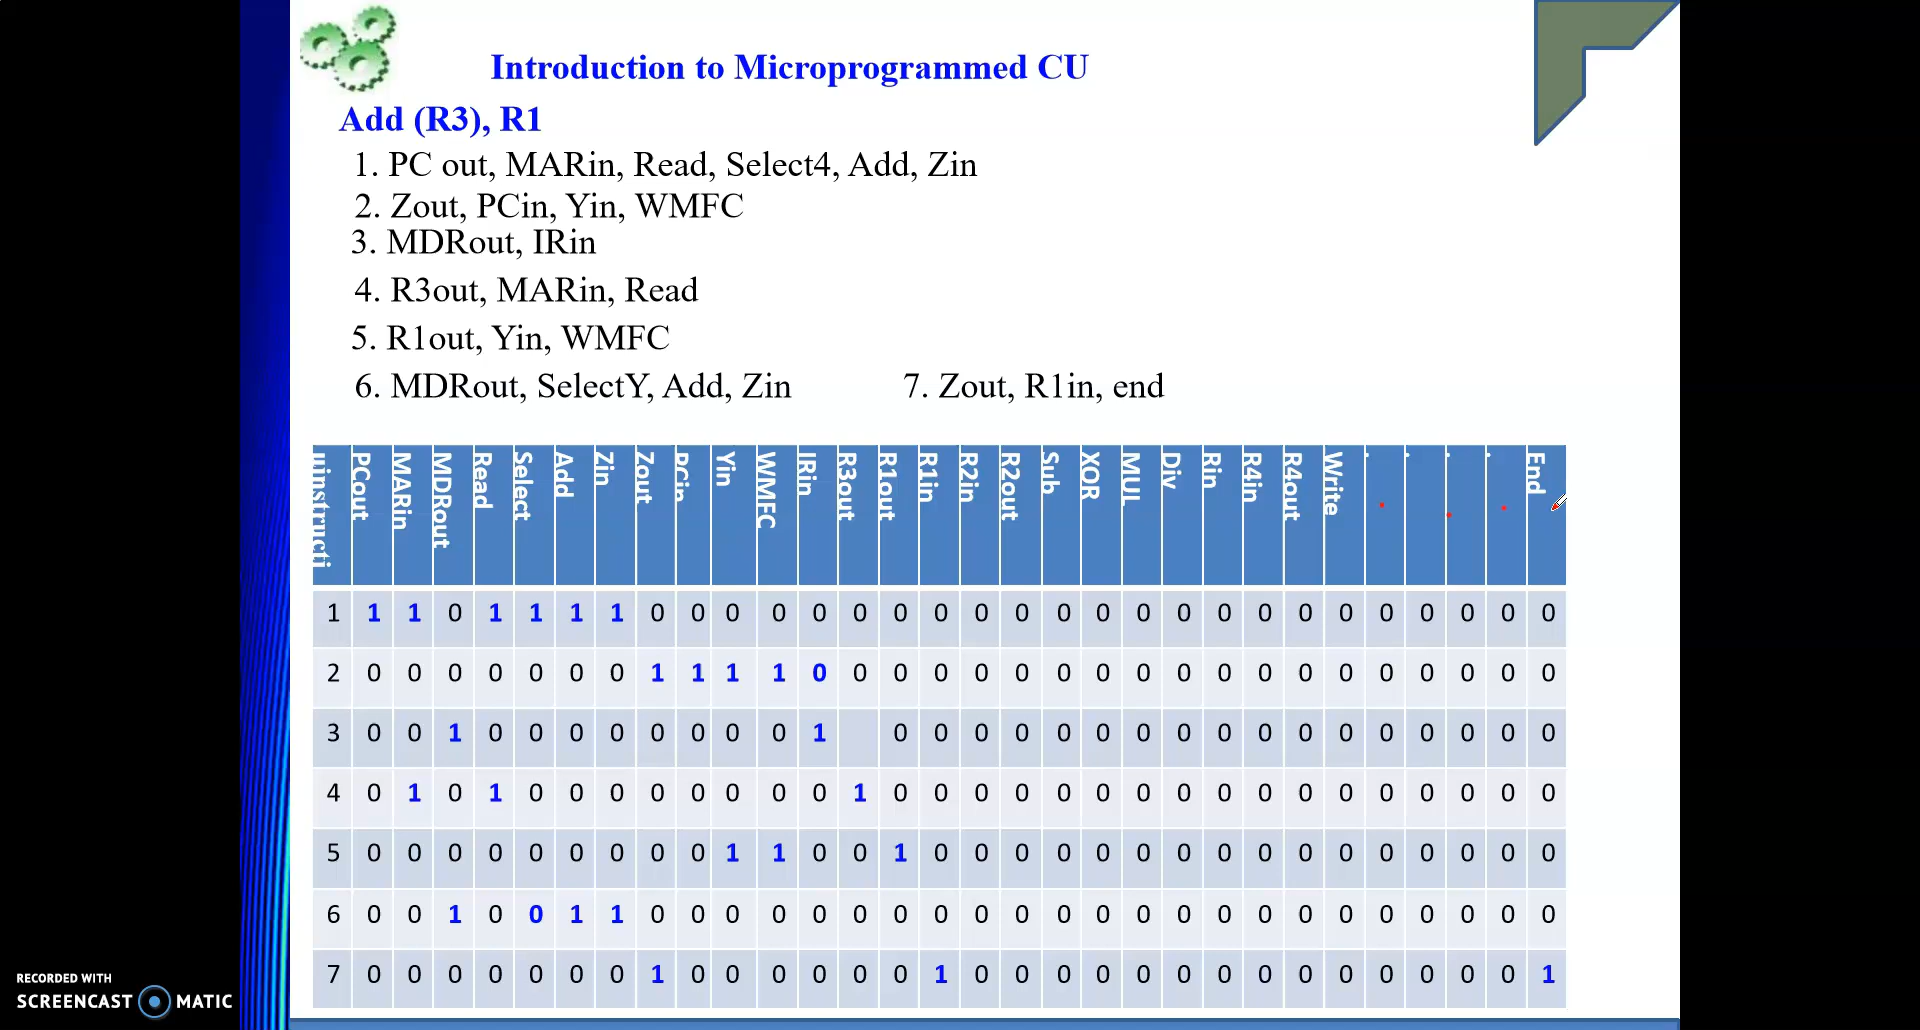 Introduction to Microprogrammed CU
Add (R3), R1
1. PC out, MARin, Read, Select4, Add, Zin
2. Zout, PCin, Yin, WMFC
3. MDRout, IRin
4. R3out, MARin, Read
5. R1out, Yin, WMFC
6. MDRout, SelectY, Add, Zin 7. Zout, R1in, end
µinstructi PCout MARin MDRout Read Select Add Zin Zout PCin Yin WMFC IRin R3out R1out R1in R2in R2out Sub XOR MUL Div Rin R4in R4out Write . . . . End
1 1 1 0 1 1 1 1 0 0 0 0 0 0 0 0 0 0 0 0 0 0 0 0 0 0 0 0 0 0 0
2 0 0 0 0 0 0 0 1 1 1 1 0 0 0 0 0 0 0 0 0 0 0 0 0 0 0 0 0 0 0
3 0 0 1 0 0 0 0 0 0 0 0 1 0 0 0 0 0 0 0 0 0 0 0 0 0 0 0 0 0
4 0 1 0 1 0 0 0 0 0 0 0 0 1 0 0 0 0 0 0 0 0 0 0 0 0 0 0 0 0 0
5 0 0 0 0 0 0 0 0 0 1 1 0 0 1 0 0 0 0 0 0 0 0 0 0 0 0 0 0 0 0
6 0 0 1 0 0 1 1 0 0 0 0 0 0 0 0 0 0 0 0 0 0 0 0 0 0 0 0 0 0 0
7 0 0 0 0 0 0 0 1 0 0 0 0 0 0 1 0 0 0 0 0 0 0 0 0 0 0 0 0 0 1
RECORDED WITH
SCREENCAST MATIC